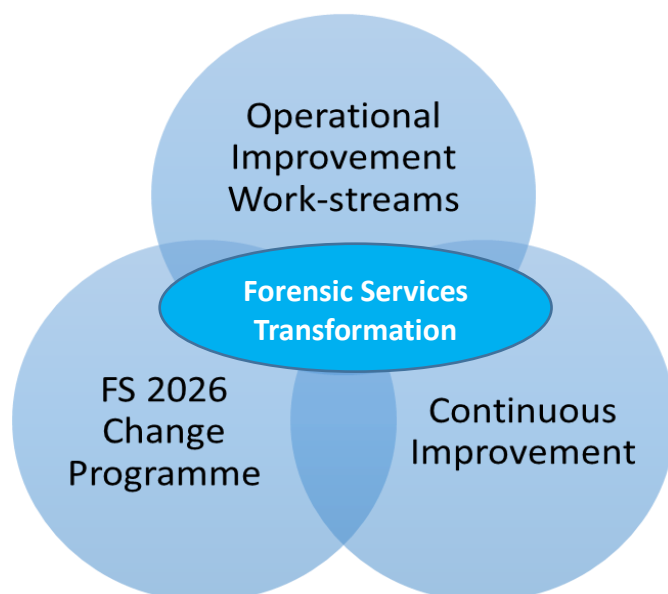 Operational
Improvement
Work-streams
Forensic Services
Transformation
FS 2026
Change
Programme
Continuous
Improvement